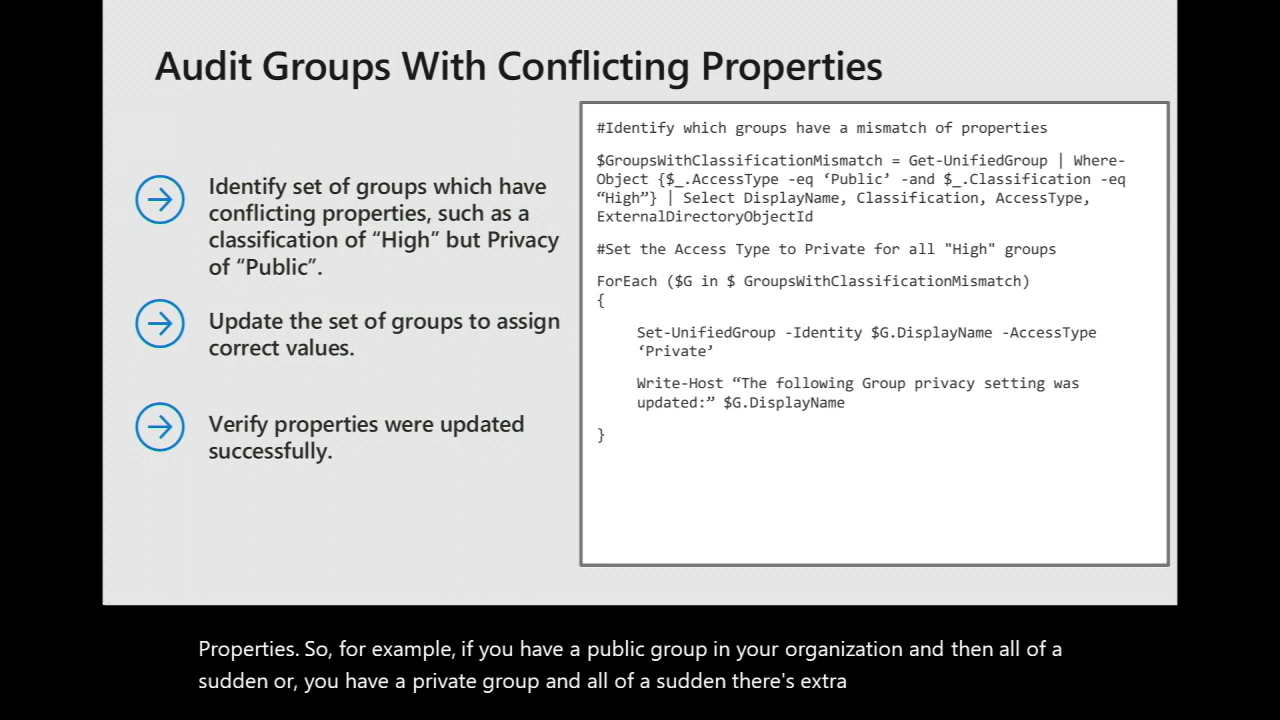 Audit Groups With Conflicting Properties
Identify set of groups which have
conflicting properties, such as a
classification of “High” but Privacy
of “Public”.
Update the set of groups to assign
correct values.
Verify properties were updated
successfully.
#Identify which groups have a mismatch of properties
$GroupsWithClassificationMismatch = Get-UnifiedGroup | Where-
Object {$_.AccessType -eq ‘Public’ -and $_.Classification -eq
“High”} | Select DisplayName, Classification, AccessType,
ExternalDirectoryObjectId
#Set the Access Type to Private for all "High" groups
ForEach ($G in $ GroupsWithClassificationMismatch)
{
Set-UnifiedGroup -Identity $G.DisplayName -AccessType
‘Private’
Write-Host “The following Group privacy setting was
updated:” $G.DisplayName
}
Properties. So, for example, if you have a public group in your organization and then all of a
sudden or, you have a private group and all of a sudden there's extra